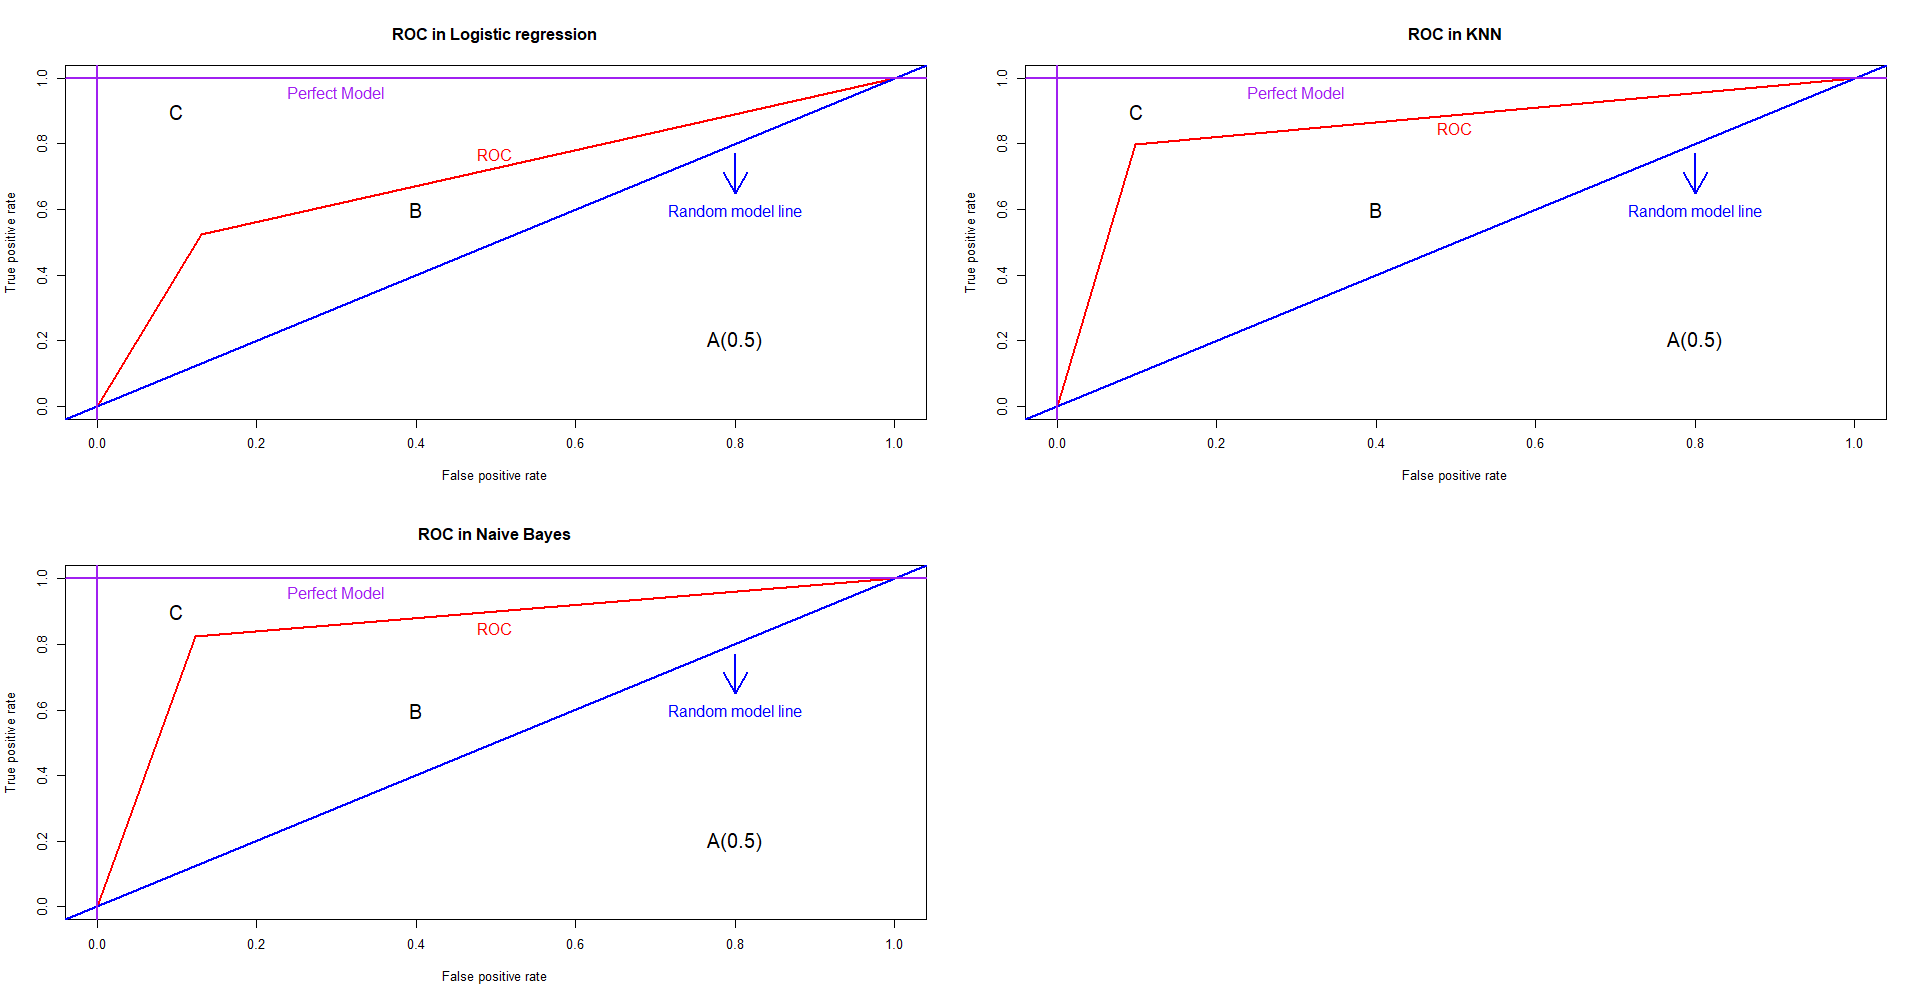 ROC in Logistic regression
True positive rate
1.0
0.8
0.6
0.4
0.2
0.0
C
Perfect Model
ROC
B
Random model line
A(0.5)
0.0 0.2 0.4 0.6 0.8 1.0
False positive rate
ROC in KNN
True positive rate
1.0
0.8
0.6
0.4
0.2
0.0
Perfect Model
C
ROC
B
Random model line
A(0.5)
0.0 0.2 0.4 0.6 0.8 1.0
False positive rate
ROC in Naive Bayes
True positive rate
1.0
0.8
0.6
0.4
0.2
0.0
Perfect Model
C
ROC
B
Random model line
A(0.5)
0.0 0.2 0.4 0.6 0.8 1.0
False positive rate